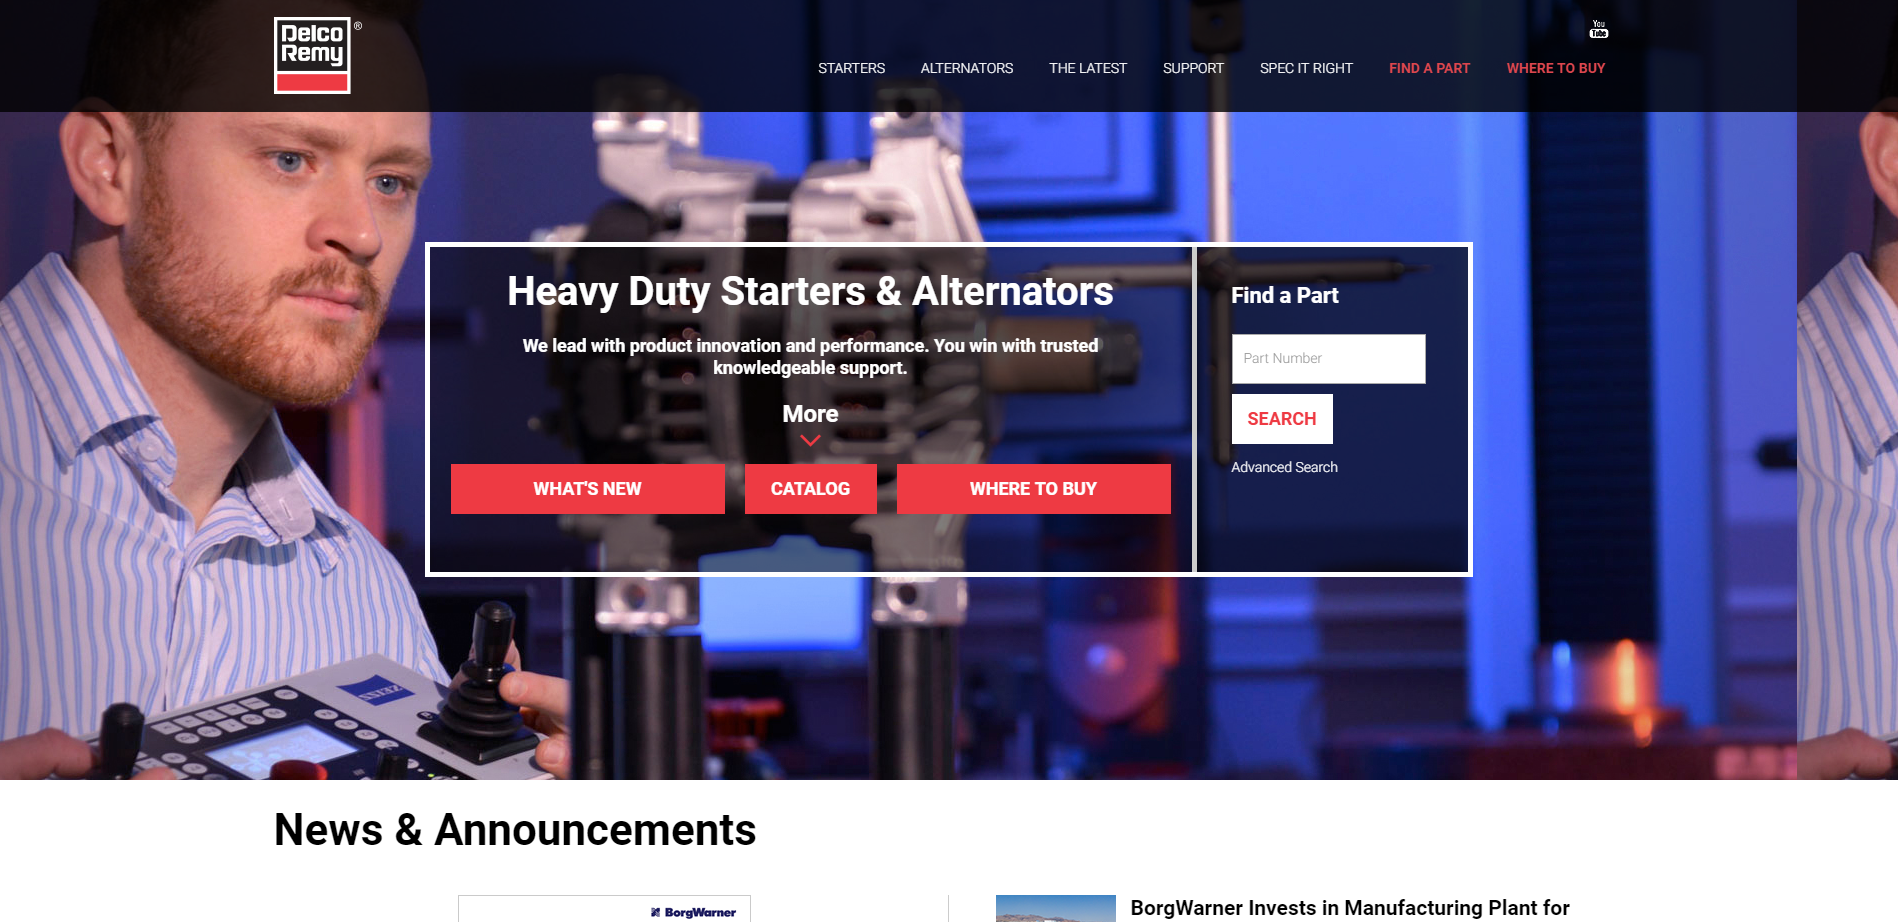 Delco
Remy
®
You
Tube
STARTERS
ALTERNATORS
THE LATEST
SUPPORT
SPEC IT RIGHT
FIND A PART
WHERE TO BUY
Heavy Duty Starters & Alternators
We lead with product innovation and performance. You win with trusted
knowledgeable support.
More
WHAT'S NEW
CATALOG
WHERE TO BUY
Find a Part
Part Number
SEARCH
Advanced Search
ZEISS
News & Announcements
BorgWarner
BorgWarner Invests in Manufacturing Plant for